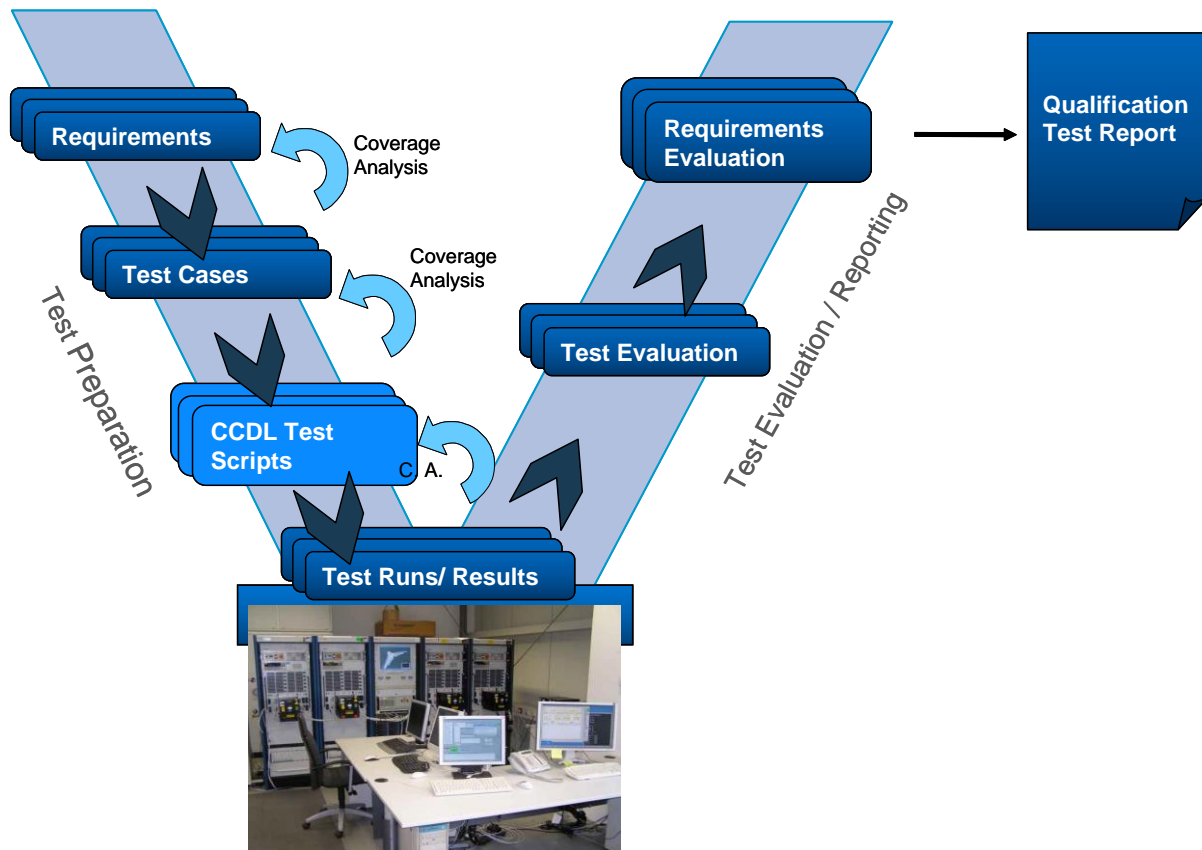 Requirements
Coverage
Analysis
Test Cases
Coverage
Analysis
CCDL Test
Scripts
C. A.
Test Runs/ Results
Test Preparation
Test Evaluation
Requirements
Evaluation
Test Evaluation / Reporting
Qualification
Test Report